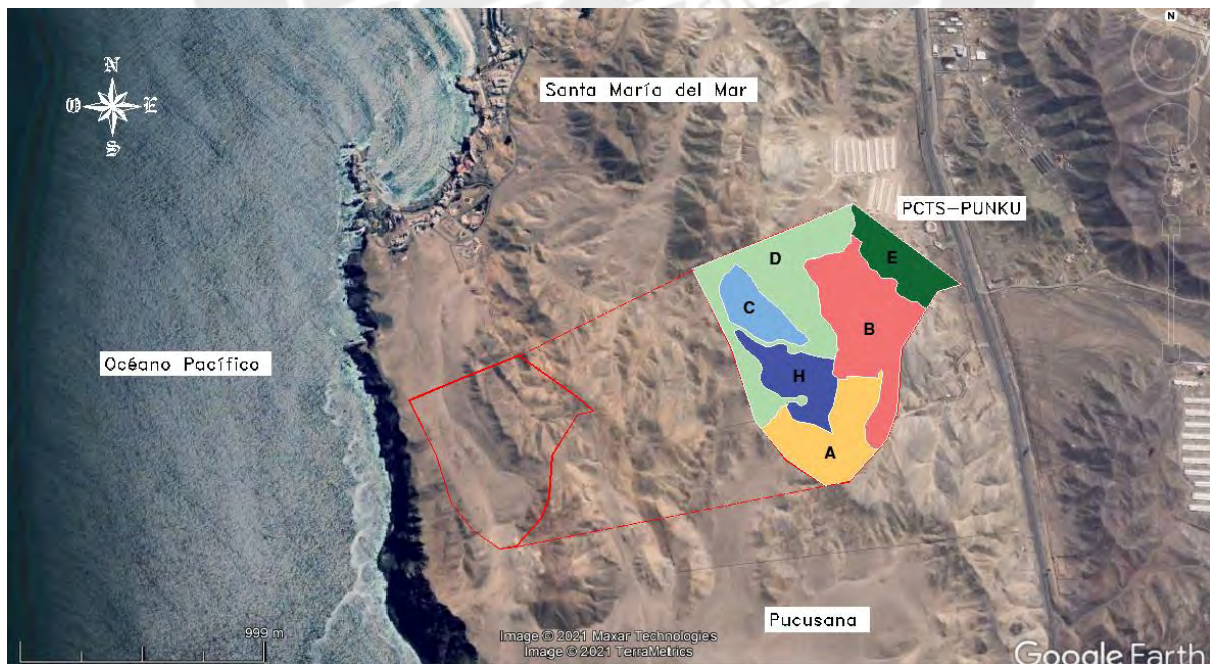 N
N
O E
S
Santa María del Mar
PCTS-PUNKU
E
D
C
B
Océano Pacífico
H
A
999 m
Image © 2021 Maxar Technologies
Image © 2021 TerraMetrics
Pucusana
Google Earth